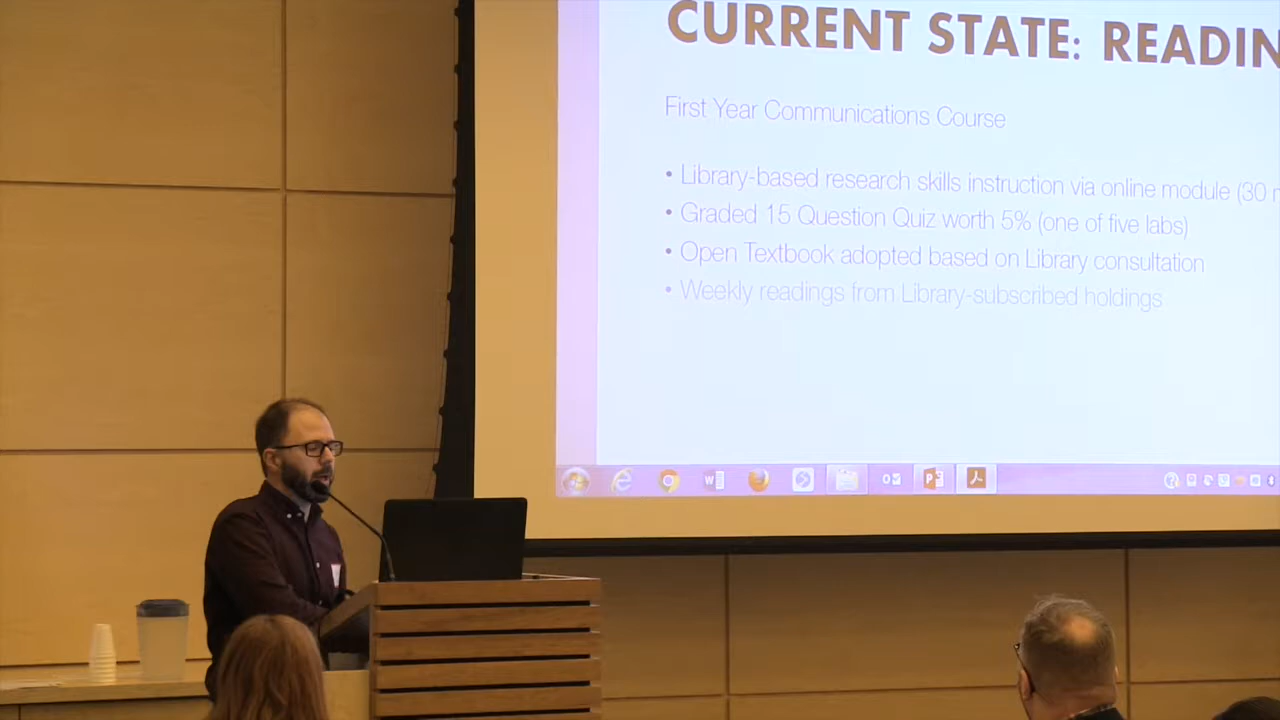 CURRENT STATE: READIN
First Year Communications Course
• Library-based research skills instruction via online module (30
• Graded 15 Question Quiz worth 5% (one of five labs)
• Open Textbook adopted based on Library consultation
• Weekly readings from Library-subscribed holdings